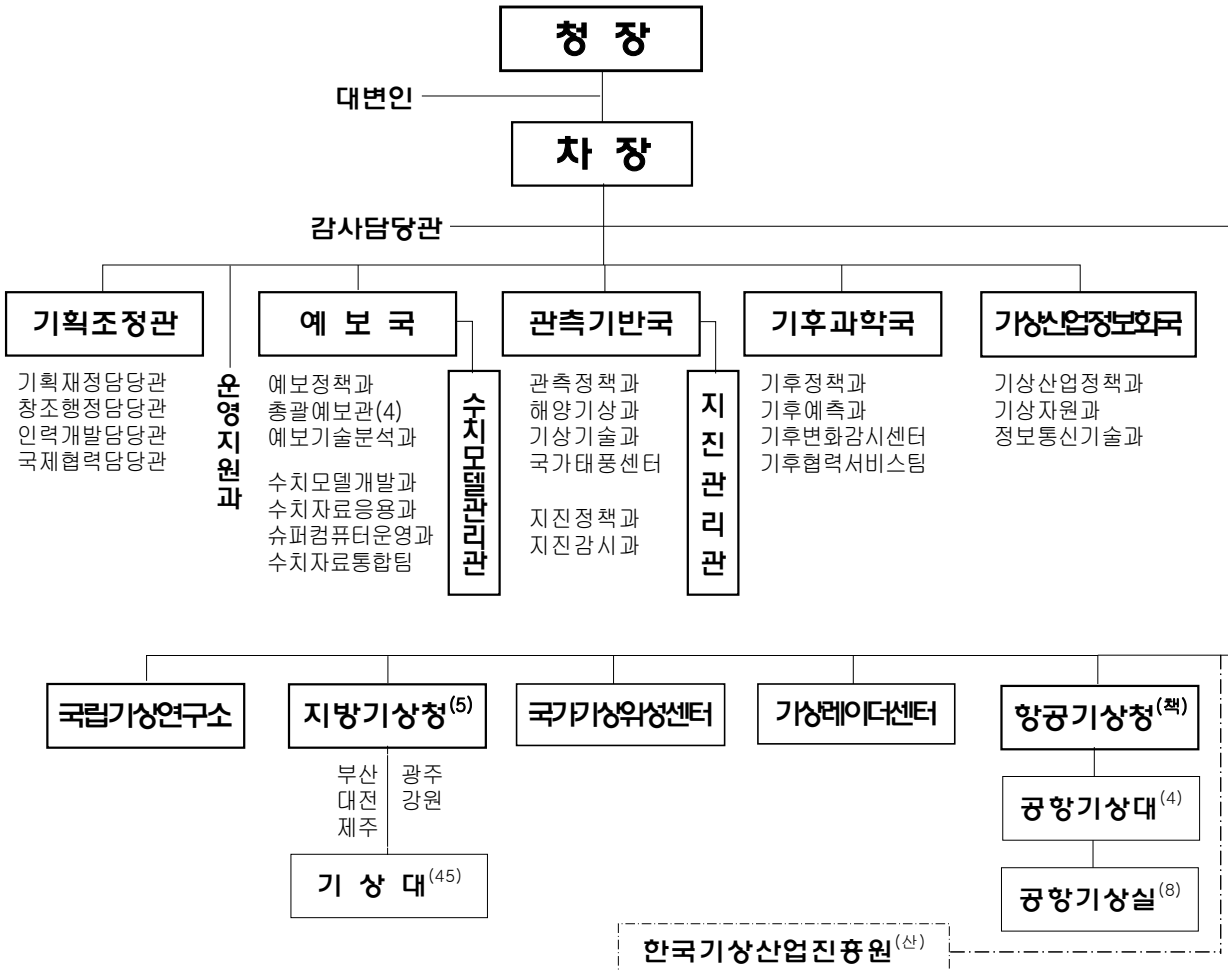 청 장
대변인
차 장
감사담당관
기획조정관
기획재정담당관
창조행정담당관
인력개발담당관
국제협력담당관
운영지원과
예 보 국
예보정책과
총괄예보관(4)
예보기술분석과
수치모델개발과
수치자료응용과
슈퍼컴퓨터운영과
수치자료통합팀
수치모델관리관
관측기반국
관측정책과
해양기상과
기상기술과
국가태풍센터
지진정책과
지진감시과
지진관리관
기후과학국
기후정책과
기후예측과
기후변화감시센터
기후협력서비스팀
기상산업정보화국
기상산업정책과
기상자원과
정보통신기술과
국립기상연구소
지방기상청(5)
부산 광주
대전 강원
제주
기 상 대(45)
국가기상위성센터
기상레이더센터
항공기상청(책)
공항기상대(4)
공항기상실(8)
한국기상산업진흥원(산)